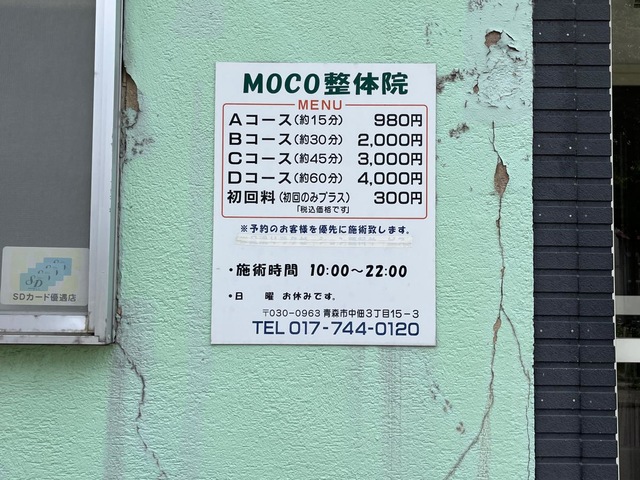 MOCO整体院
MENU
Aコース(約15分) 980円
Bコース(約30分) 2,000円
Cコース(約45分) 3,000円
Dコース(約60分) 4,000円
初回料(初回のみプラス) 300円
「税込価格です」
※予約のお客様を優先に施術致します。
・施術時間 10:00〜22:00
・日 曜 お休みです。
〒030-0963 青森市中佃3丁目15-3
TEL 017-744-0120
SDカード優遇店